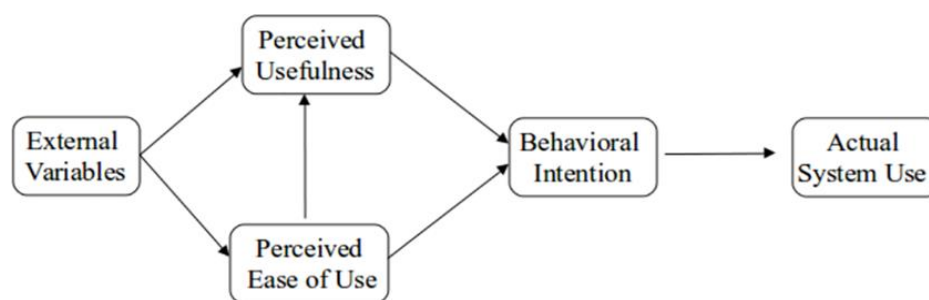 Perceived
Usefulness
External
Variables
Behavioral
Intention
Actual
System Use
Perceived
Ease of Use